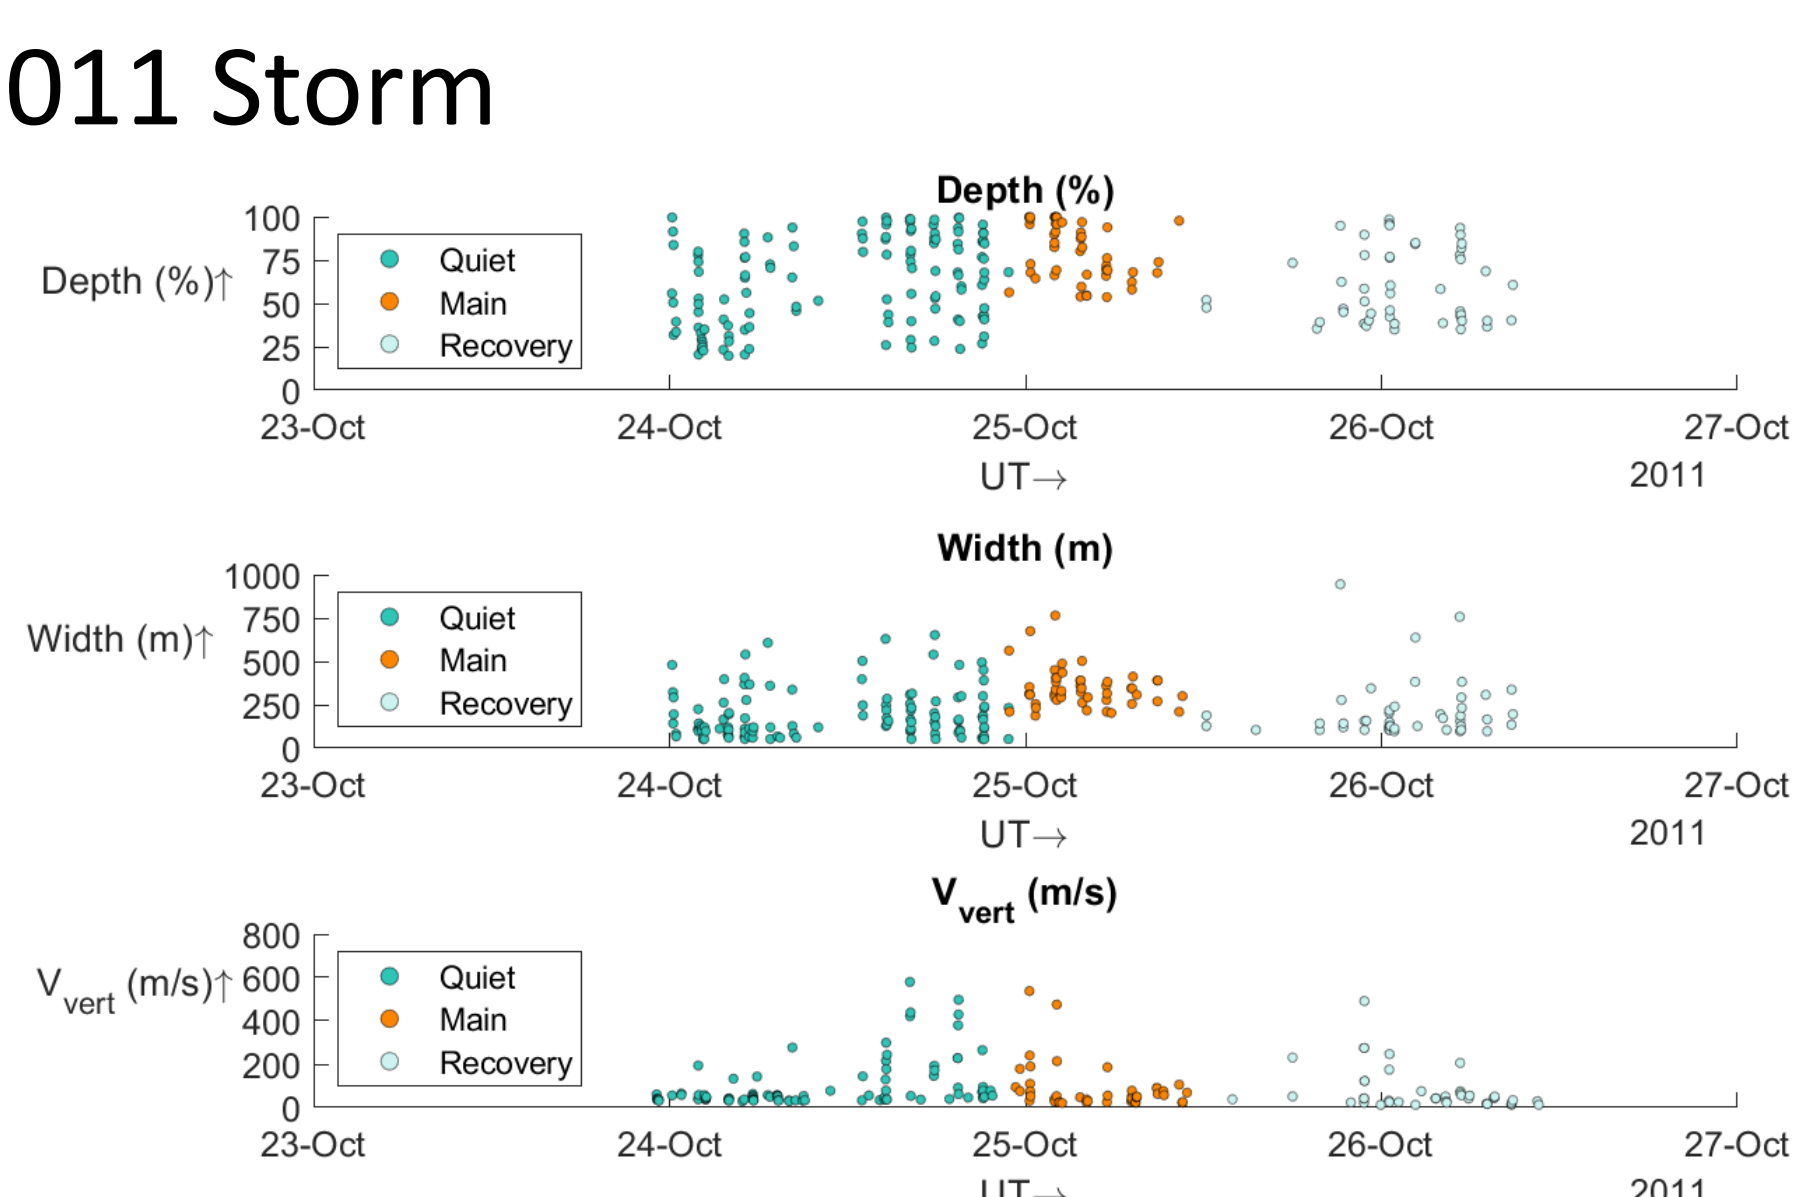 011 Storm
Depth (%)
Depth (%)↑
100
75
50
25
0
Quiet
Main
Recovery
23-Oct 24-Oct 25-Oct 26-Oct 27-Oct
UT→ 2011
Width (m)
Width (m)↑
1000
750
500
250
0
Quiet
Main
Recovery
23-Oct 24-Oct 25-Oct 26-Oct 27-Oct
UT→ 2011
Vvert (m/s)
Vvert (m/s)↑
800
600
400
200
0
Quiet
Main
Recovery
23-Oct 24-Oct 25-Oct 26-Oct 27-Oct
UT→ 2011